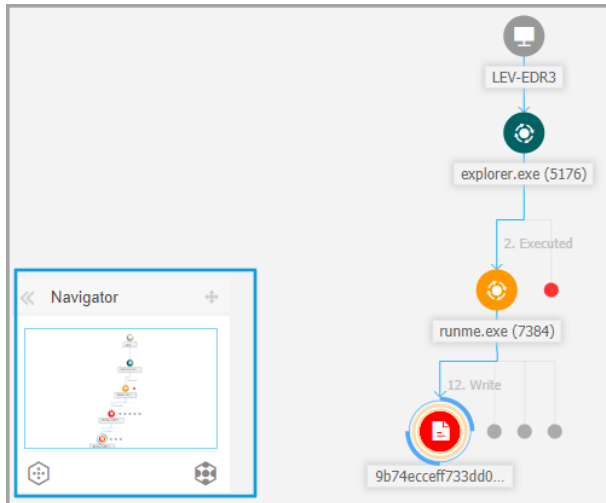 LEV-EDR3
explorer.exe (5176)
2. Executed
Navigator
runme.exe (7384)
12. Write
9b74ecceff733dd0...